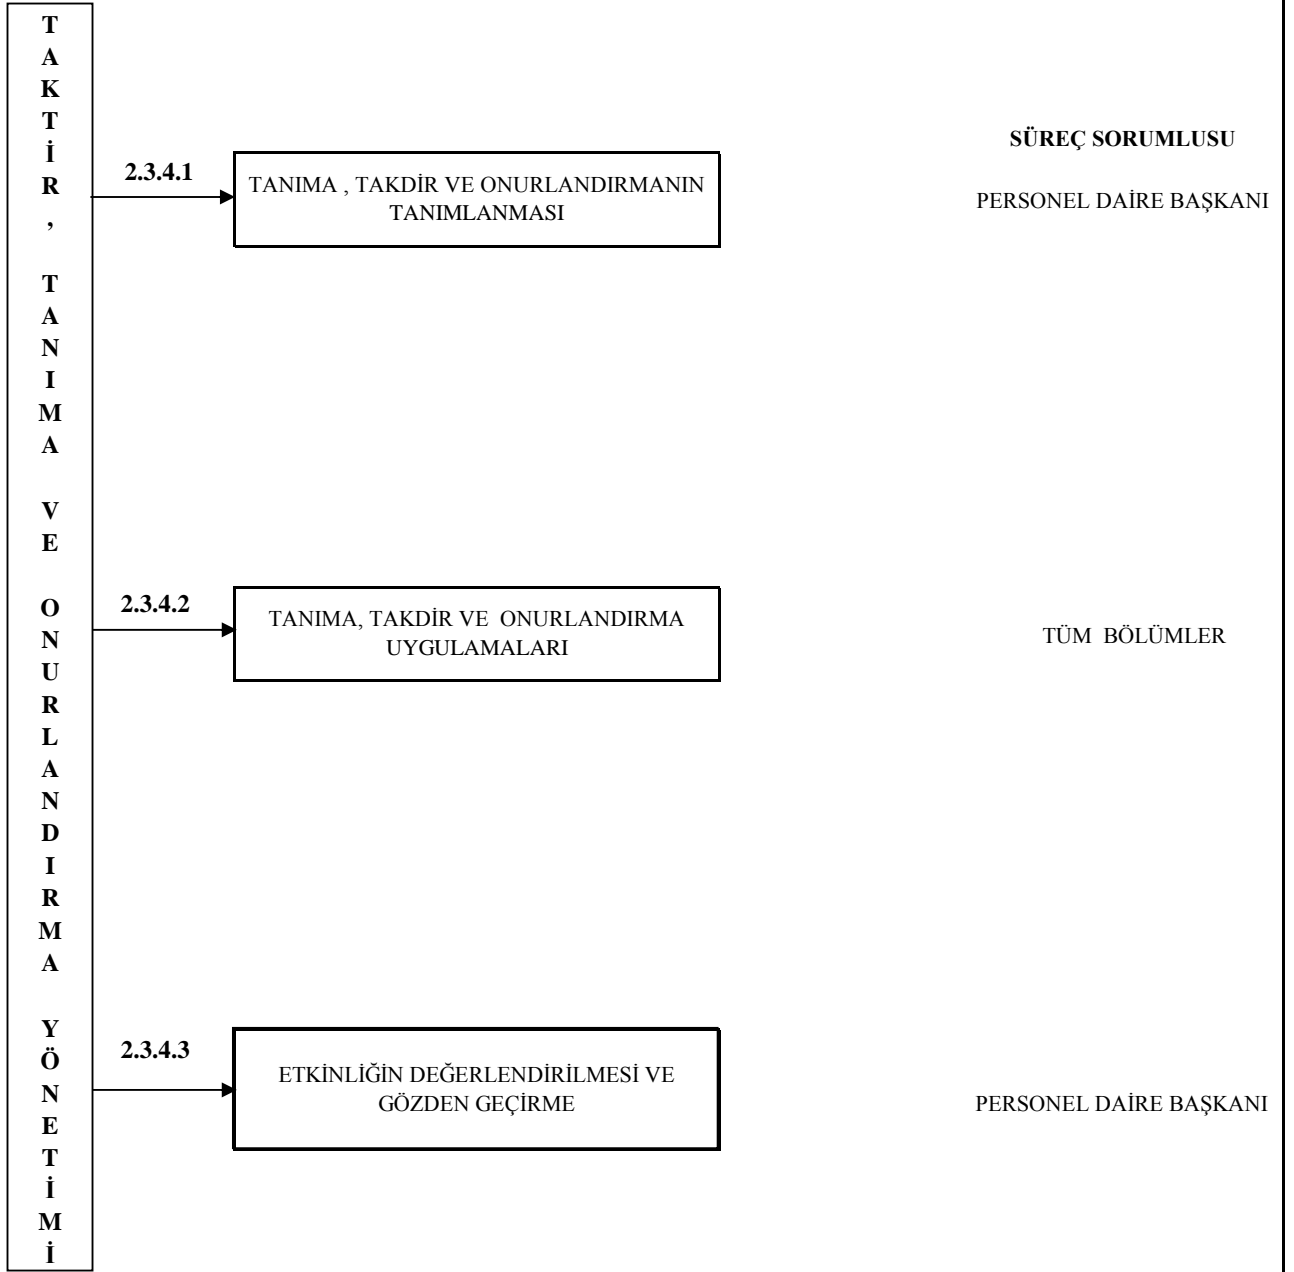 TAKTİR, TANIMA VE ONURLANDIRMA YÖNETİMİ
SÜREÇ SORUMLUSU
2.3.4.1
TANIMA , TAKDİR VE ONURLANDIRMANIN
TANIMLANMASI
PERSONEL DAİRE BAŞKANI
2.3.4.2
TANIMA, TAKDİR VE ONURLANDIRMA
UYGULAMALARI
TÜM BÖLÜMLER
2.3.4.3
ETKİNLİĞİN DEĞERLENDİRİLMESİ VE
GÖZDEN GEÇİRME
PERSONEL DAİRE BAŞKANI